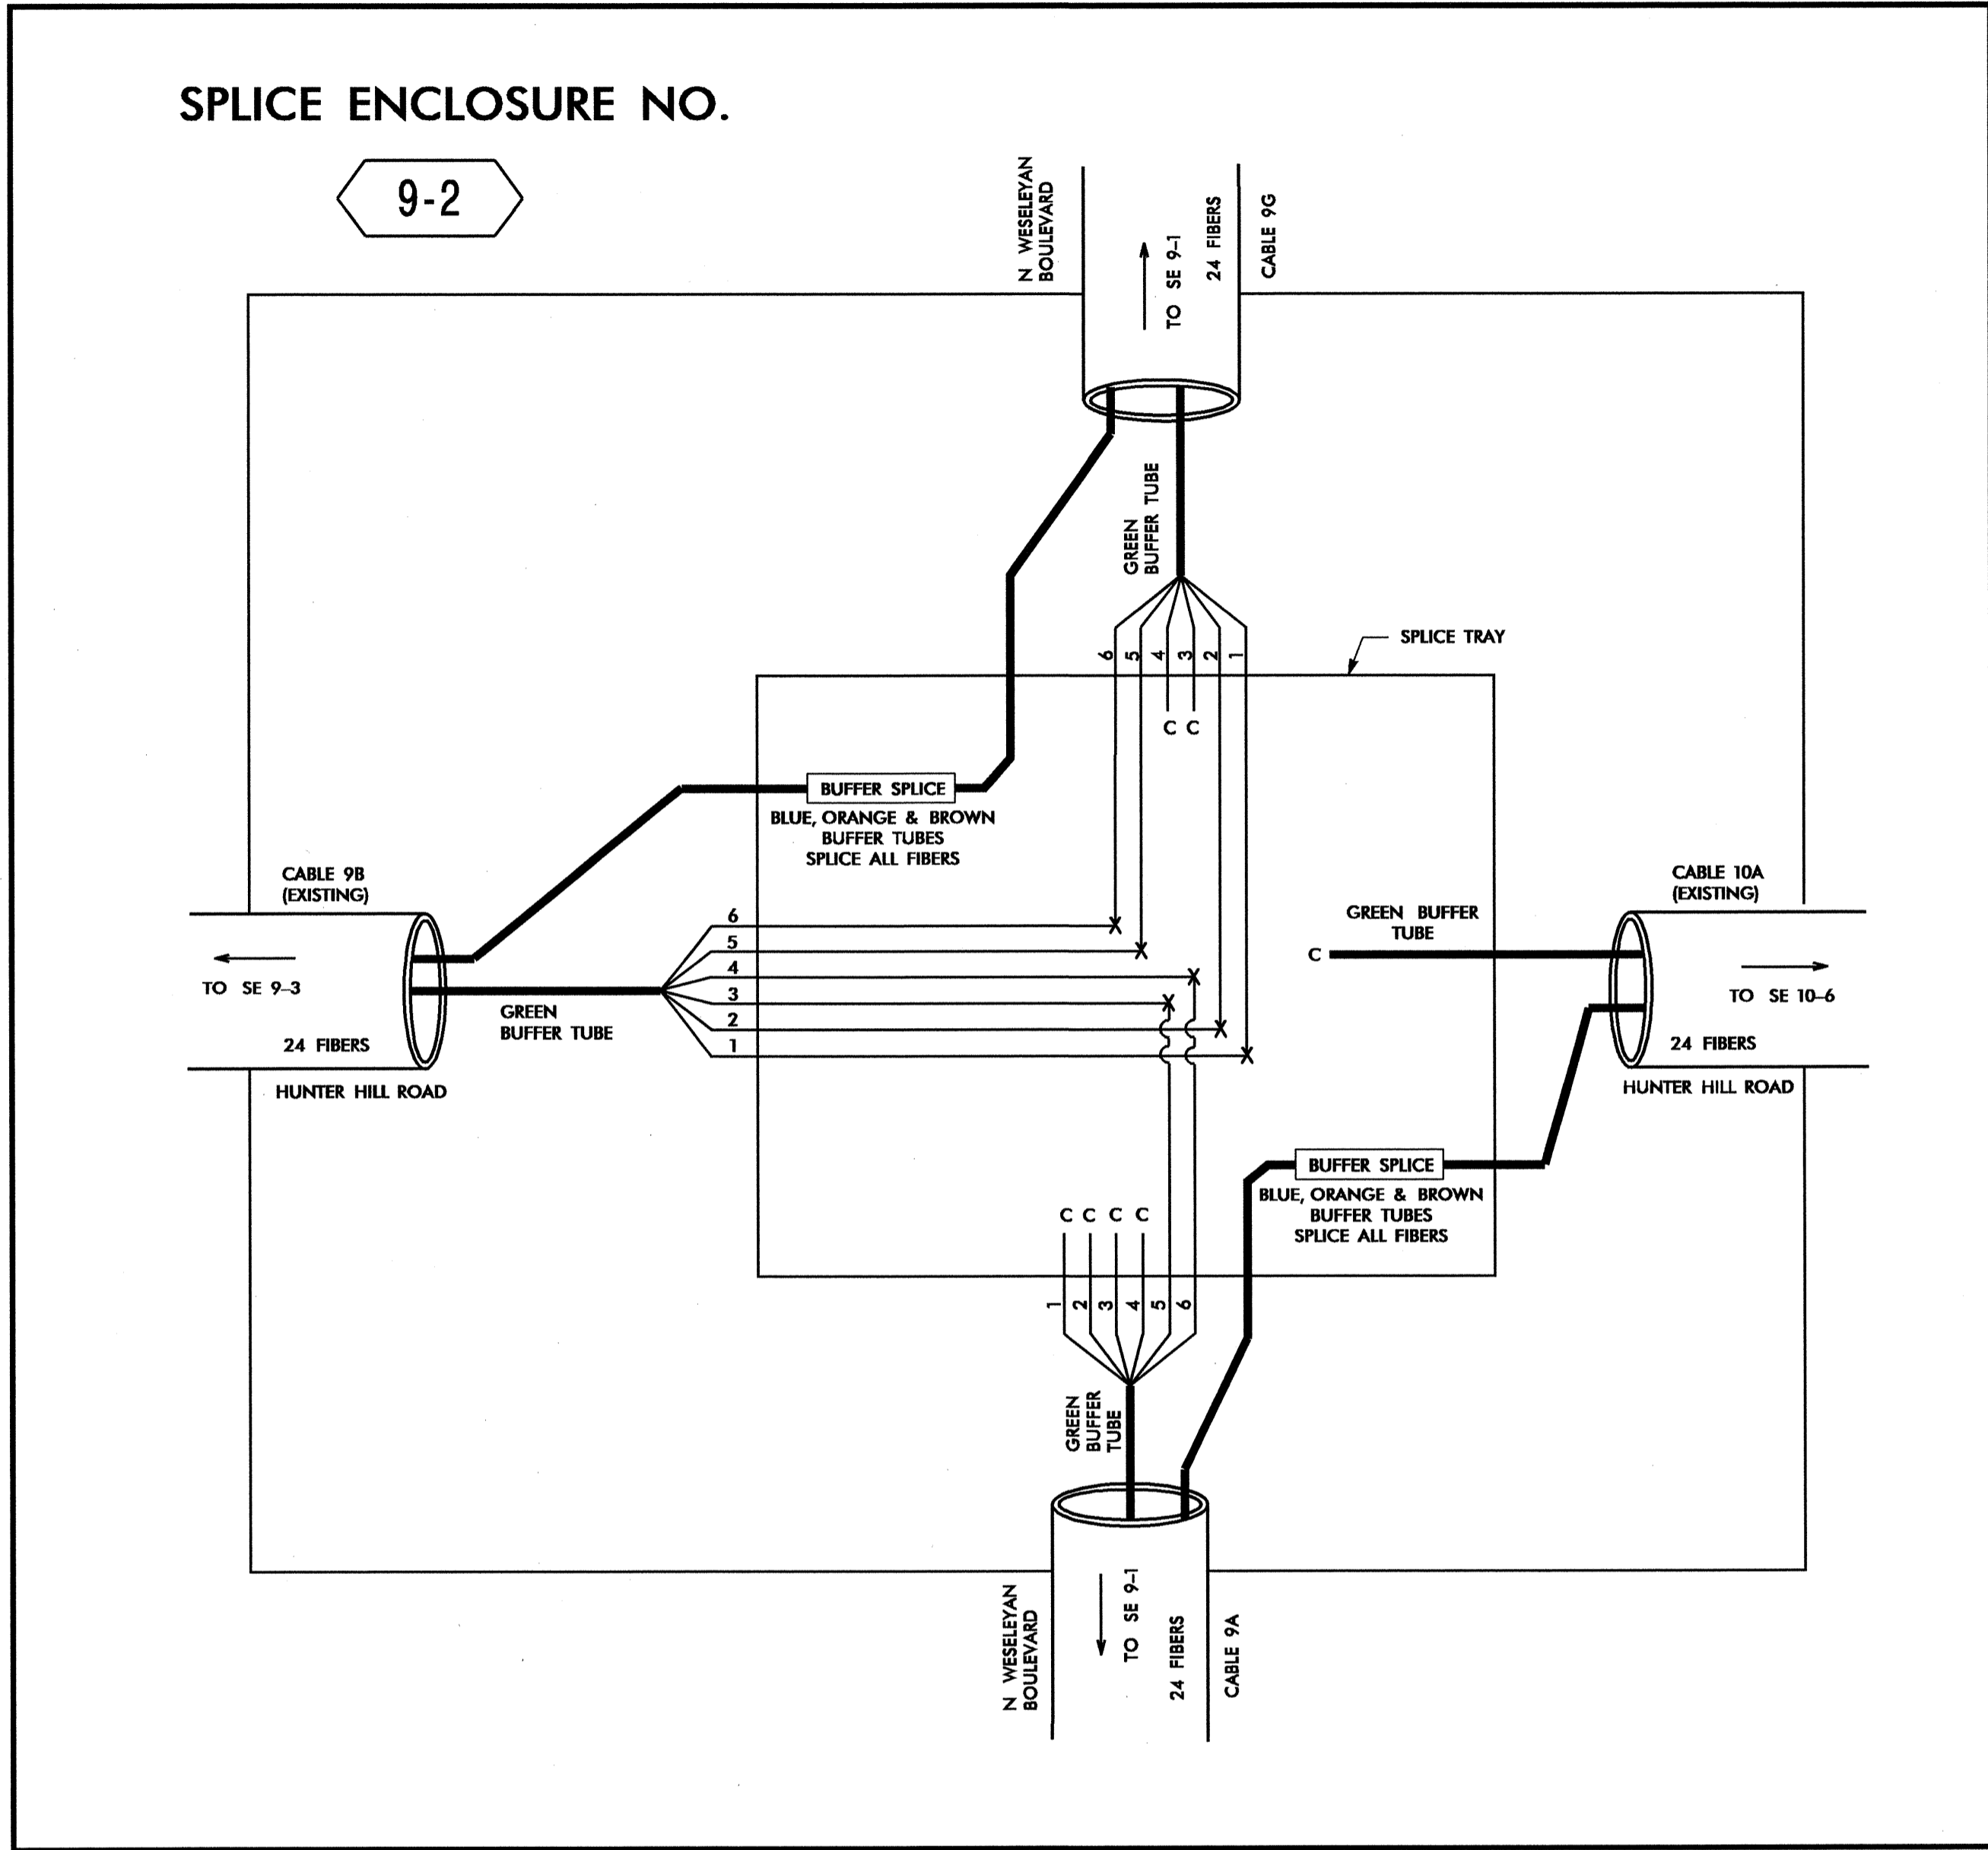 SPLICE ENCLOSURE NO.
9-2
N WESELEYAN
BOULEVARD
TO SE 9-1
24 FIBERS
CABLE 9G
GREEN
BUFFER TUBE
6
5
4
3
2
1
SPLICE TRAY
C
C
BUFFER SPLICE
BLUE, ORANGE & BROWN
BUFFER TUBES
SPLICE ALL FIBERS
CABLE 9B
(EXISTING)
TO SE 9-3
24 FIBERS
HUNTER HILL ROAD
GREEN
BUFFER TUBE
6
5
4
3
2
1
CABLE 10A
(EXISTING)
GREEN BUFFER
TUBE
C
TO SE 10-6
24 FIBERS
HUNTER HILL ROAD
BUFFER SPLICE
BLUE, ORANGE & BROWN
BUFFER TUBES
SPLICE ALL FIBERS
C
C
C
C
1
2
3
4
5
6
GREEN
BUFFER
TUBE
N WESELEYAN
BOULEVARD
TO SE 9-1
24 FIBERS
CABLE 9A